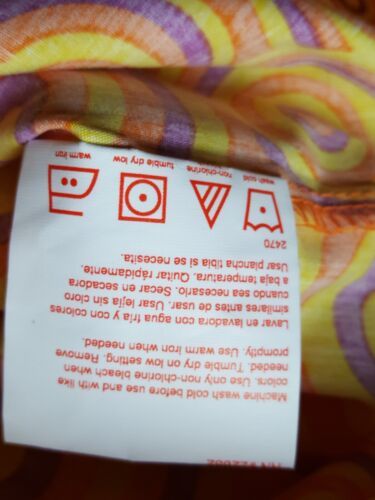 RN #22602
Machine wash cold before use and with like
colors. Use only non-chlorine bleach when
needed. Tumble dry on low setting. Remove
promptly. Use warm iron when needed.
Lavar en lavadora con agua fría y con colores
similares antes de usar. Usar lejía sin cloro
cuando sea necesario. Secar en secadora
a baja temperatura. Quitar rápidamente.
Usar plancha tibia si se necesita.
2470
wash cold non-chlorine tumble dry low warm iron